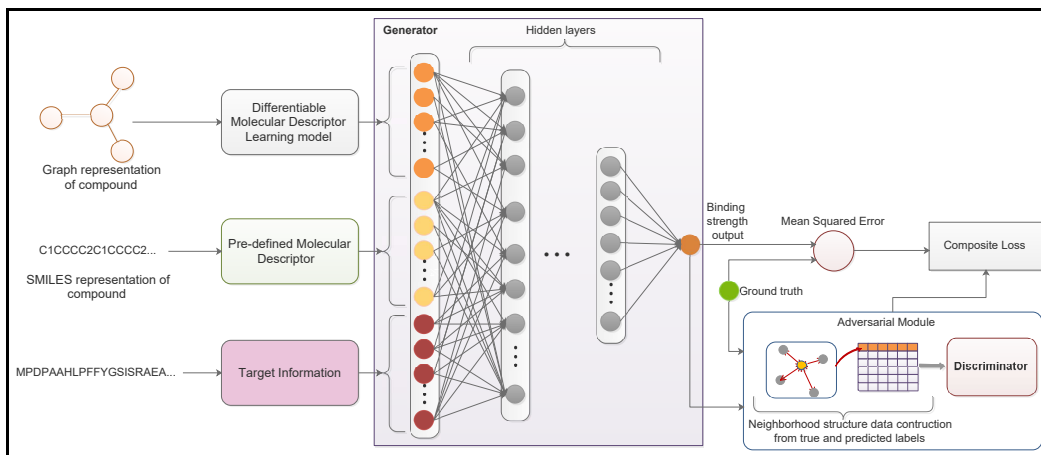 Generator
Hidden layers
Differentiable
Molecular Descriptor
Learning model
Graph representation
of compound
C1CCCC2C1CCCC2...
SMILES representation of
compound
Pre-defined Molecular
Descriptor
MPDPAAHLPFFYGSISRAEA...
Target Information
Binding
strength
output
Mean Squared Error
Composite Loss
Ground truth
Adversarial Module
Discriminator
Neighborhood structure data contruction
from true and predicted labels